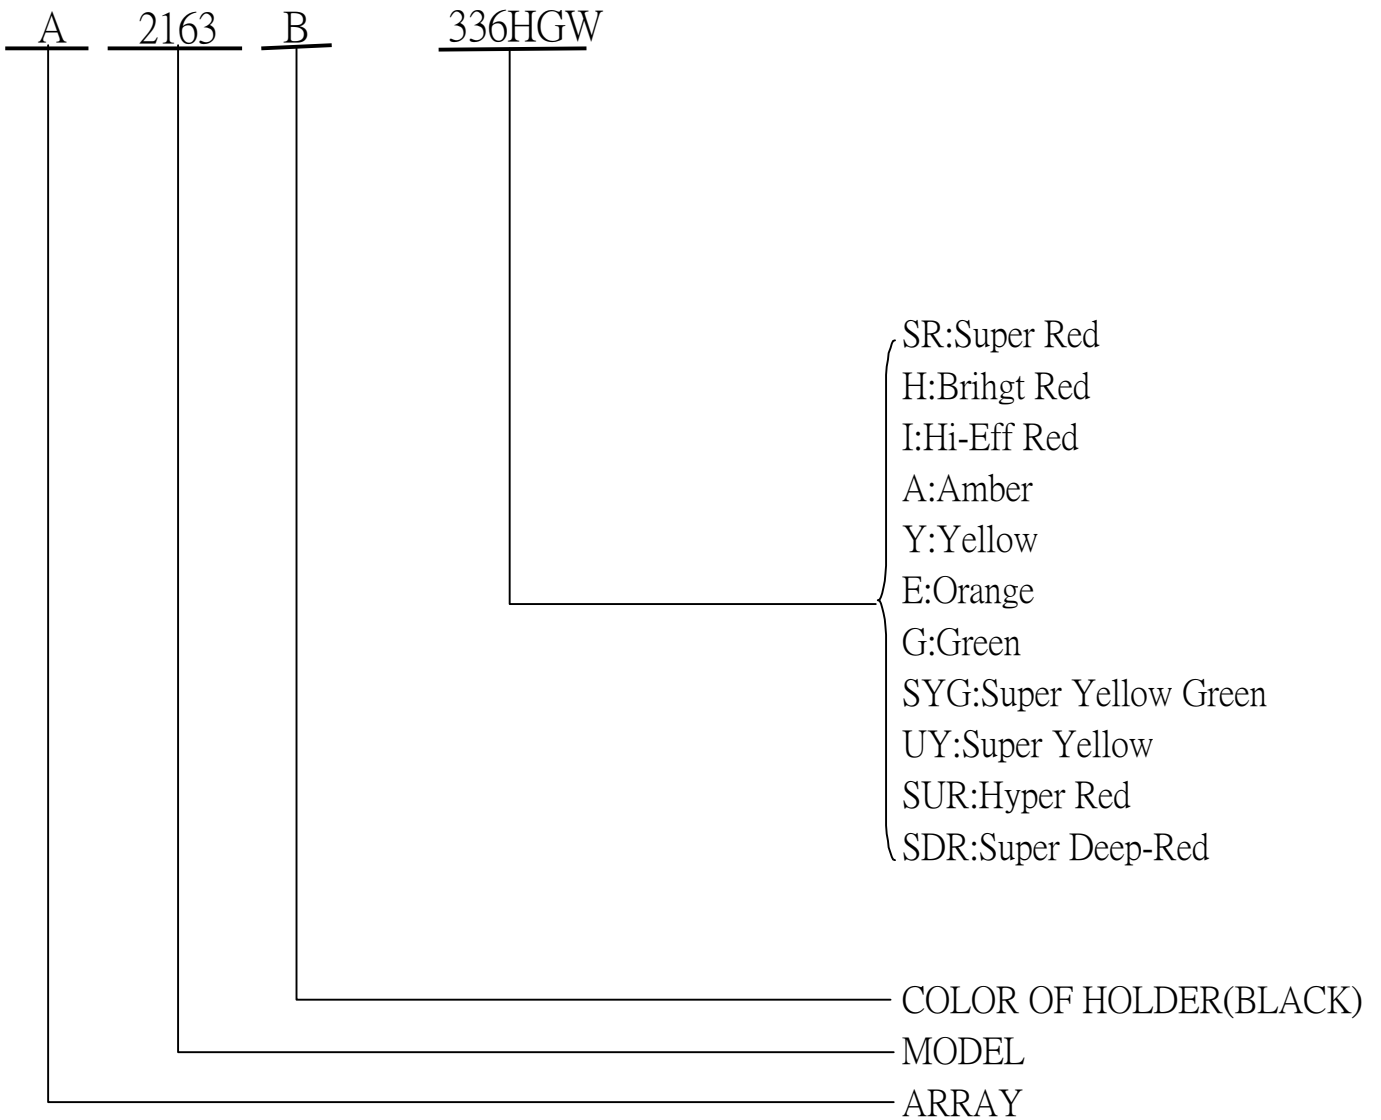 A 2163 B 336HGW
SR:Super Red
H:Brihgt Red
I:Hi-Eff Red
A:Amber
Y:Yellow
E:Orange
G:Green
SYG:Super Yellow Green
UY:Super Yellow
SUR:Hyper Red
SDR:Super Deep-Red
COLOR OF HOLDER(BLACK)
MODEL
ARRAY